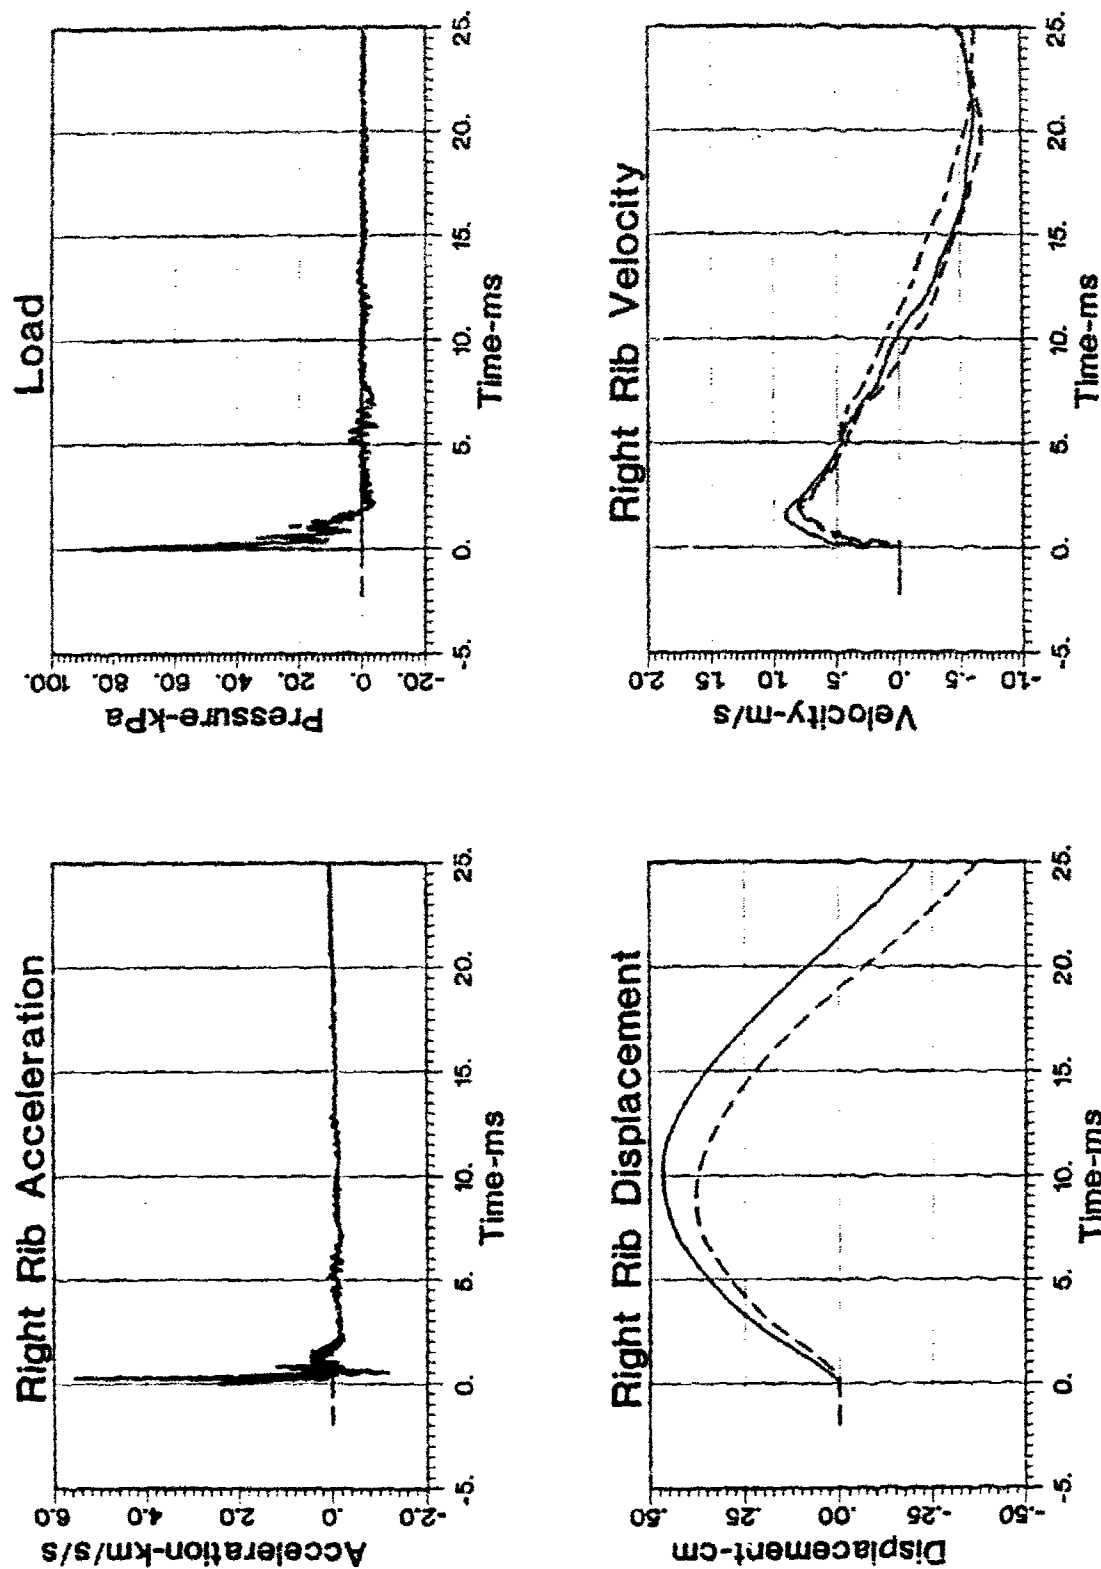 Right Rib Acceleration
Acceleration-km/s/s
6.0
4.0
2.0
.0
-2.0
-5. 0. 5. 10. 15. 20. 25.
Time-ms
Load
Pressure-kPa
100.
80.
60.
40.
20.
0.
-20.
-5. 0. 5. 10. 15. 20. 25.
Time-ms
Right Rib Displacement
Displacement-cm
.50
.25
.00
-.25
-.50
-5. 0. 5. 10. 15. 20. 25.
Time-ms
Right Rib Velocity
Velocity-m/s
2.0
1.5
1.0
.5
.0
-.5
-1.0
-5. 0. 5. 10. 15. 20. 25.
Time-ms